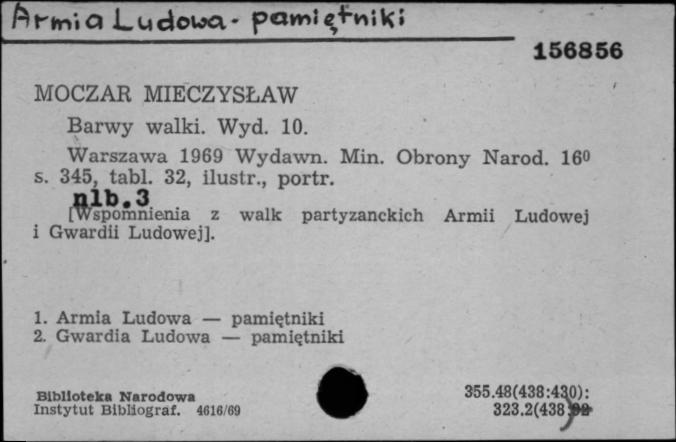 Armia Ludowa - pamiętniki
156856
MOCZAR MIECZYSŁAW
Barwy walki. Wyd. 10.
Warszawa 1969 Wydawn. Min. Obrony Narod. 16⁰
s. 345, tabl. 32, ilustr., portr.
nlb.3
[Wspomnienia z walk partyzanckich Armii Ludowej
i Gwardii Ludowej].
1. Armia Ludowa — pamiętniki
2. Gwardia Ludowa — pamiętniki
Biblioteka Narodowa
Instytut Bibliograf. 4616/69
355.48(438:430):
323.2(438)